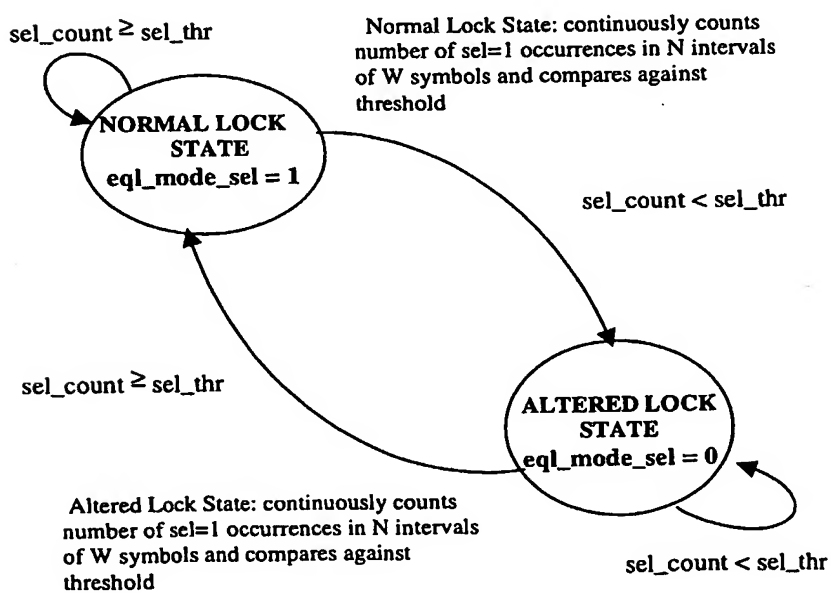 sel_count ≥ sel_thr
Normal Lock State: continuously counts
number of sel=1 occurrences in N intervals
of W symbols and compares against
threshold
NORMAL LOCK
STATE
eql_mode_sel = 1
sel_count < sel_thr
sel_count ≥ sel_thr
ALTERED LOCK
STATE
eql_mode_sel = 0
Altered Lock State: continuously counts
number of sel=1 occurrences in N intervals
of W symbols and compares against
threshold
sel_count < sel_thr